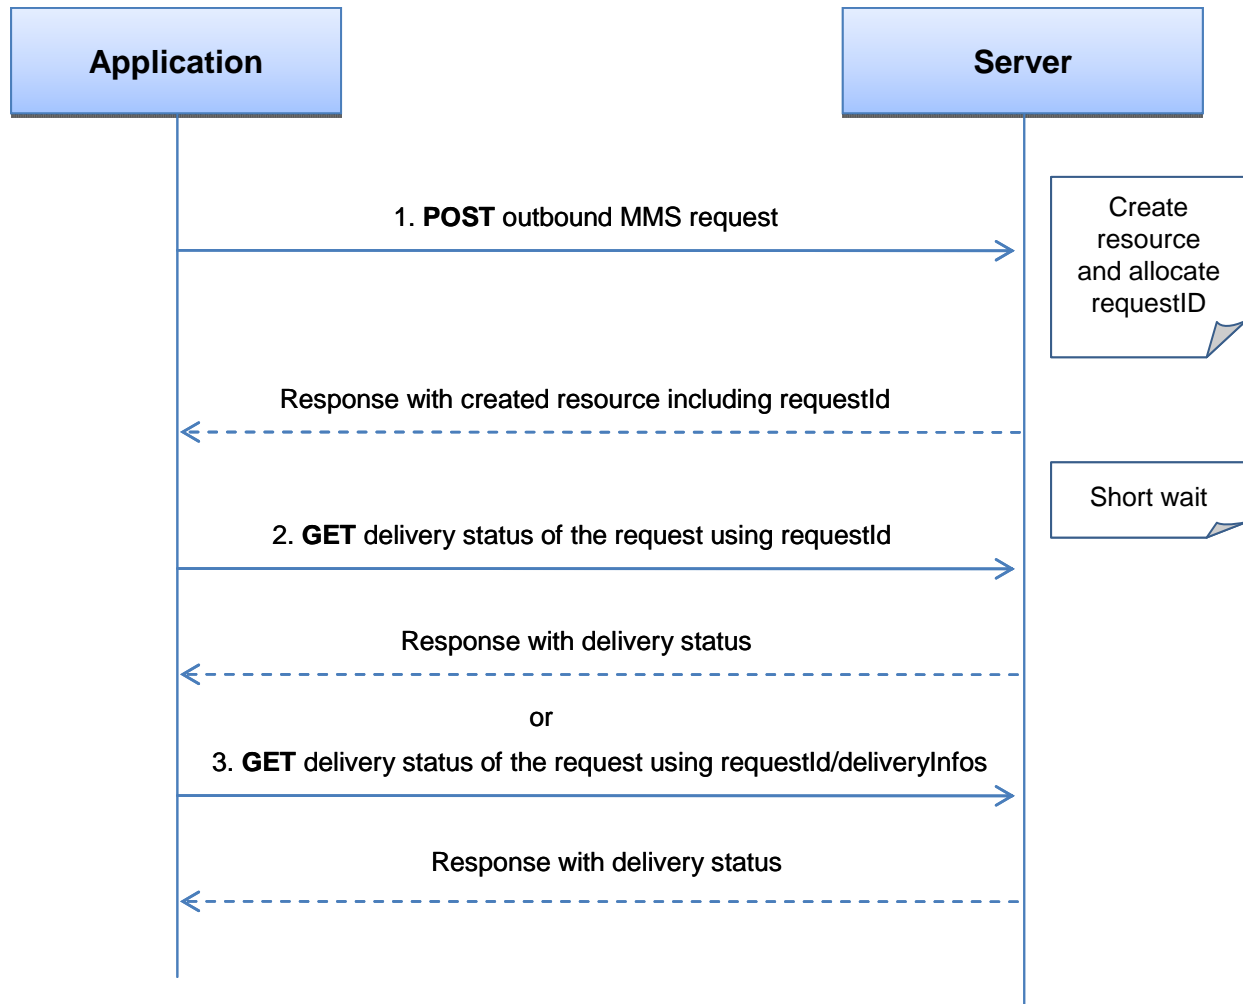 Application
Server
1. POST outbound MMS request
Create
resource
and allocate
requestID
Response with created resource including requestId
Short wait
2. GET delivery status of the request using requestId
Response with delivery status
or
3. GET delivery status of the request using requestId/deliveryInfos
Response with delivery status